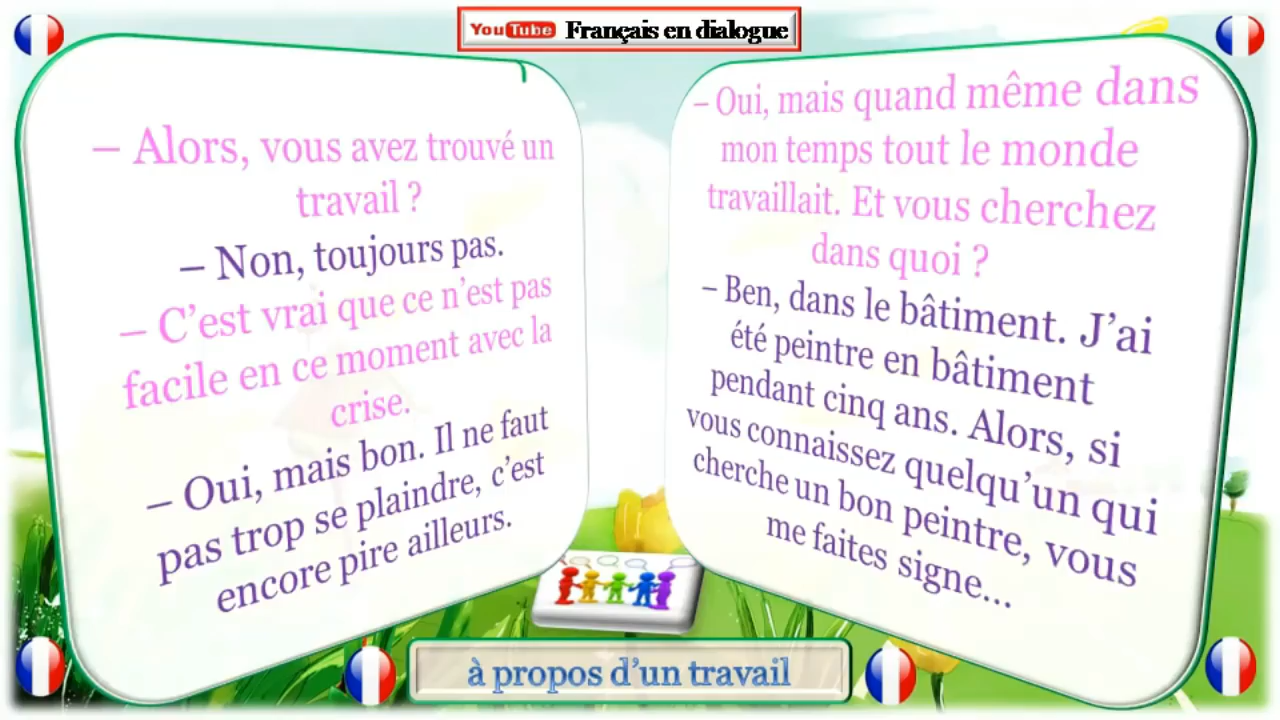 YouTube Français en dialogue
– Alors, vous avez trouvé un
travail ?
– Non, toujours pas.
– C’est vrai que ce n’est pas
facile en ce moment avec la
crise.
– Oui, mais bon. Il ne faut
pas trop se plaindre, c’est
encore pire ailleurs.
– Oui, mais quand même dans
mon temps tout le monde
travaillait. Et vous cherchez
dans quoi ?
– Ben, dans le bâtiment. J’ai
été peintre en bâtiment
pendant cinq ans. Alors, si
vous connaissez quelqu’un qui
cherche un bon peintre, vous
me faites signe...
à propos d’un travail